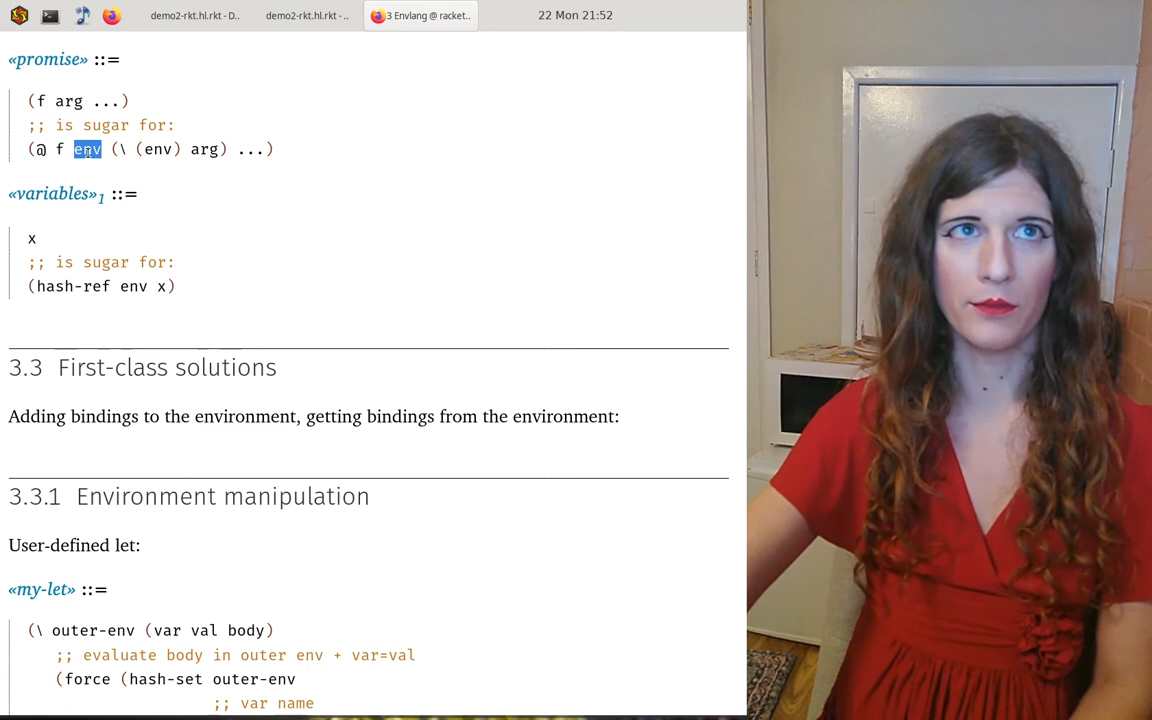 demo2-rkt.hl.rkt - D..
demo2-rkt.hl.rkt - ..
3 Envlang @ racket..
22 Mon 21:52
«promise» ::=
(f arg ...)
;; is sugar for:
(@ f env (\ (env) arg) ...)
«variables»1 ::=
x
;; is sugar for:
(hash-ref env x)
3.3 First-class solutions
Adding bindings to the environment, getting bindings from the environment:
3.3.1 Environment manipulation
User-defined let:
«my-let» ::=
(\ outer-env (var val body)
;; evaluate body in outer env + var=val
(force (hash-set outer-env
;; var name